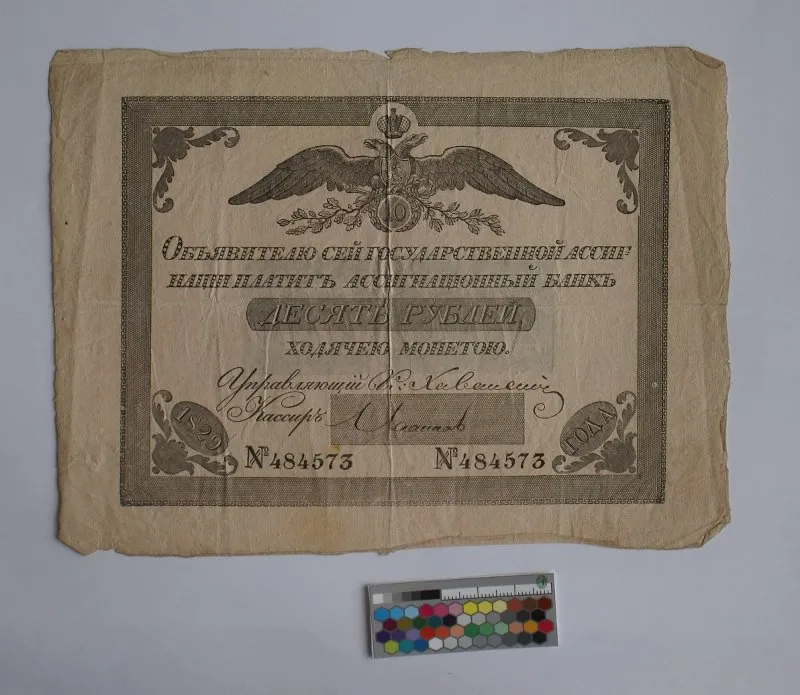 10
Объявителю сей государственной ассиг-
націи платитъ ассигнаціонный банкъ
ДЕСЯТЬ РУБЛЕЙ
ходячею монетою.
Управляющій
Кассиръ
1829 ГОДА
№484573 №484573